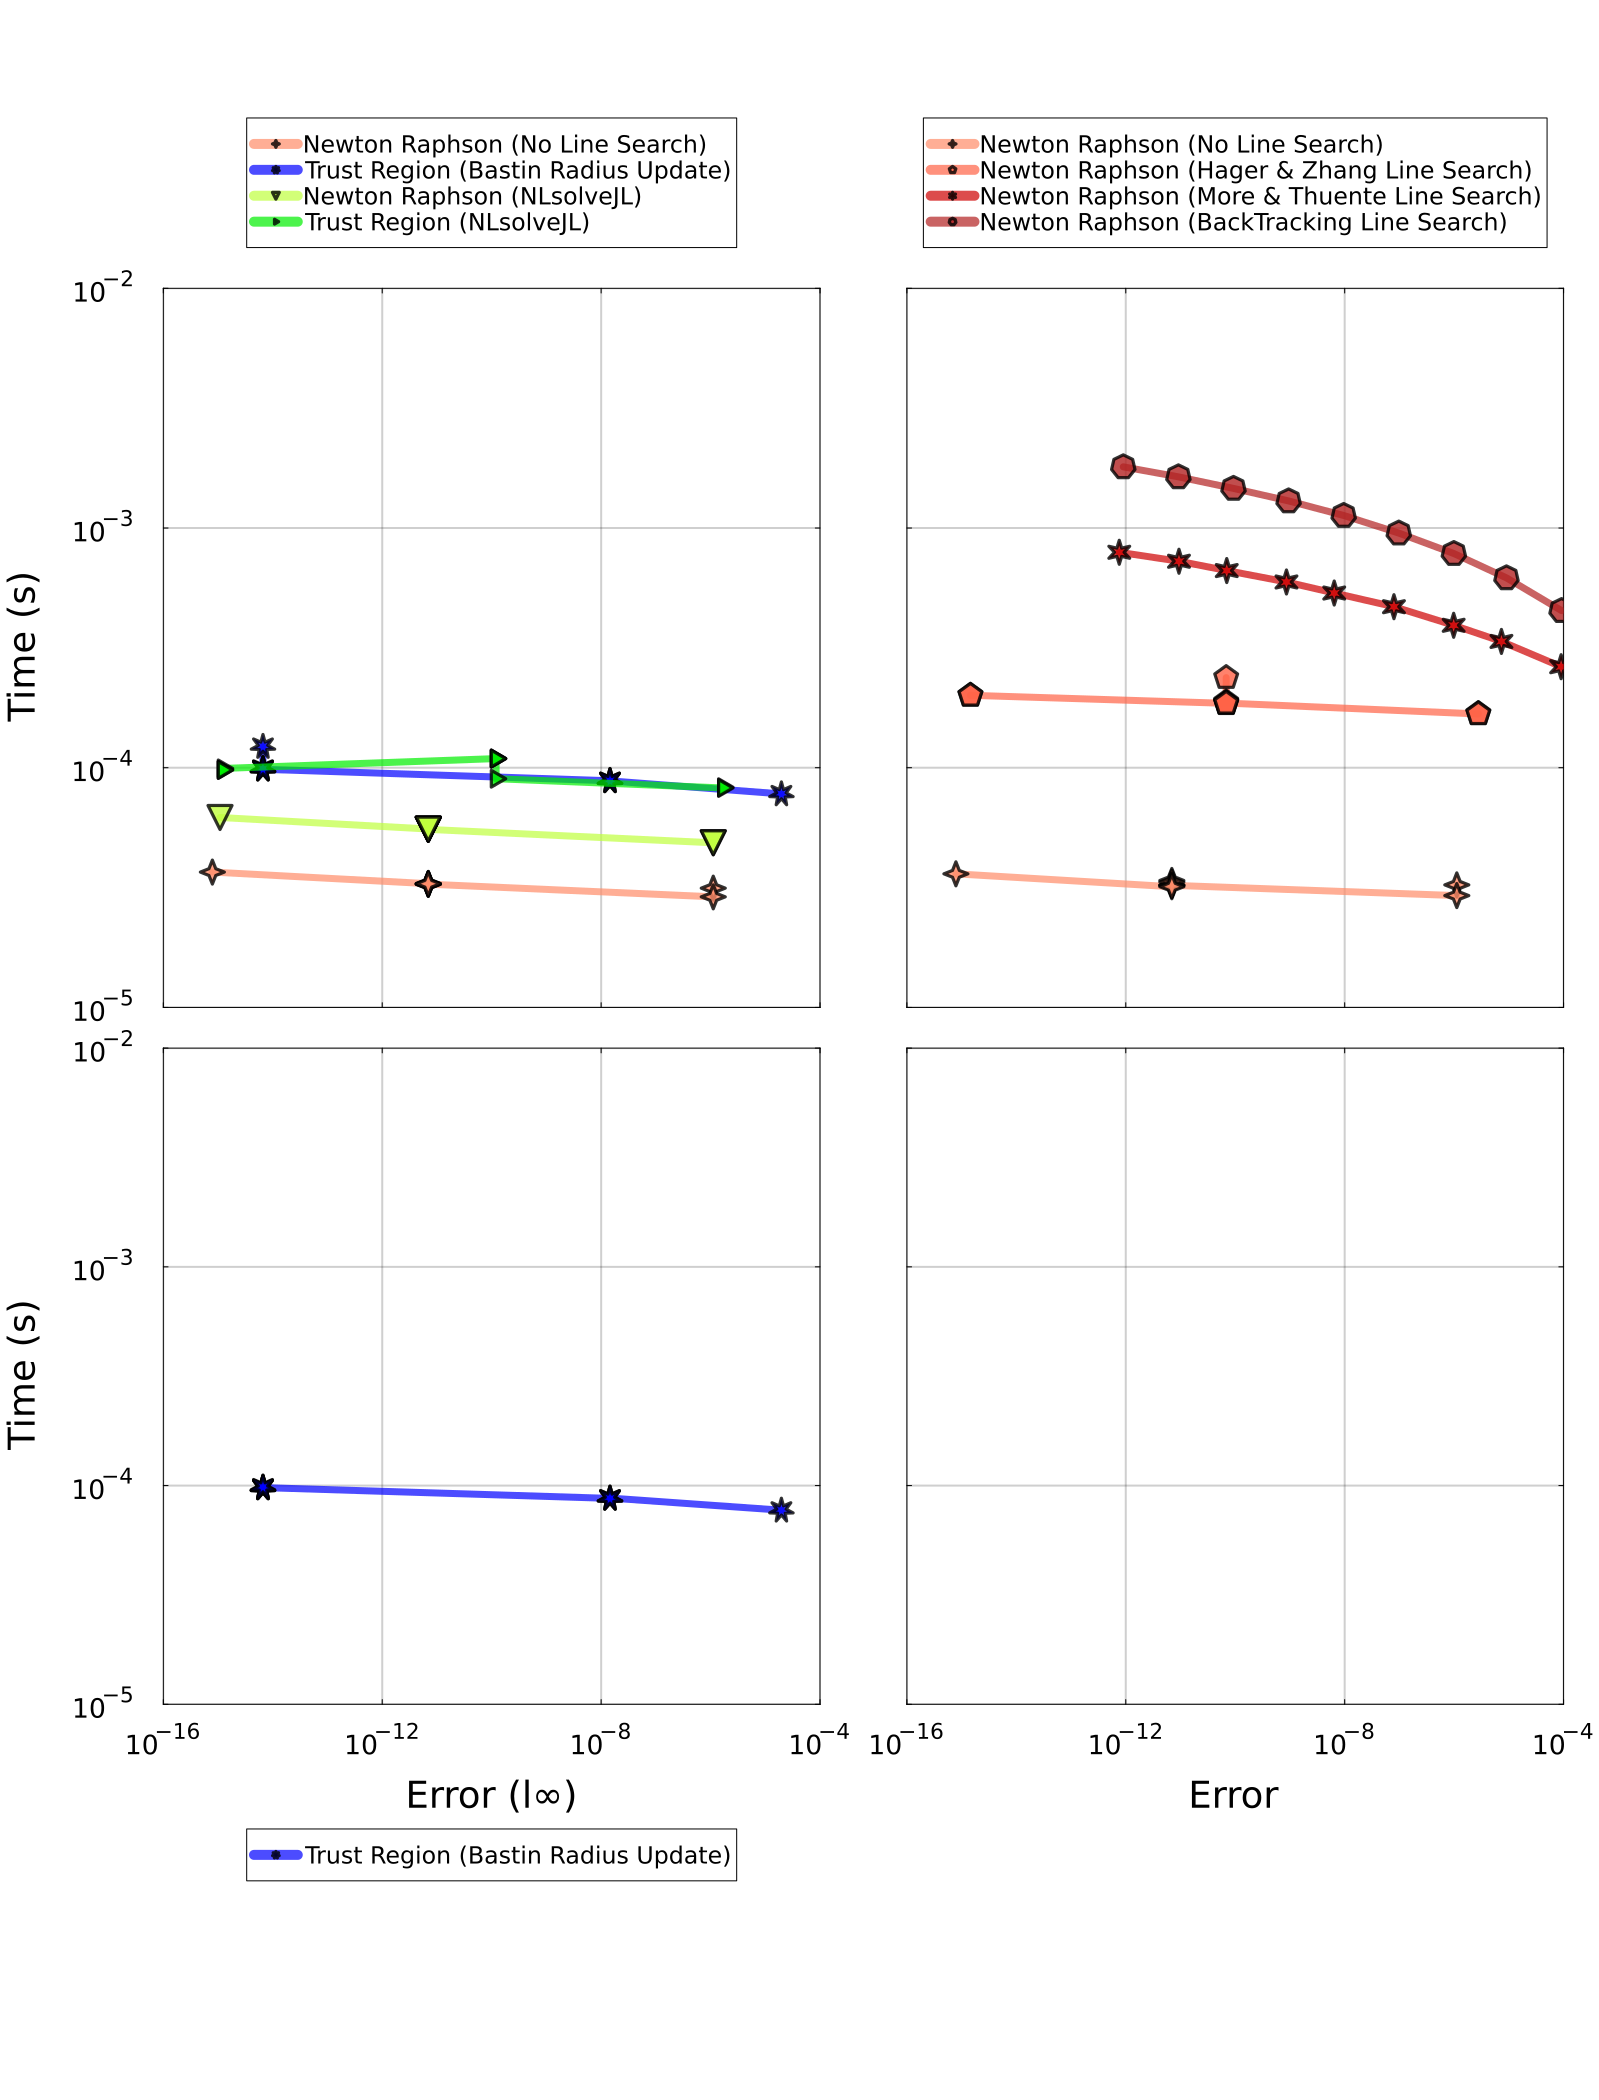 Newton Raphson (No Line Search)
Trust Region (Bastin Radius Update)
Newton Raphson (NLsolveJL)
Trust Region (NLsolveJL)
Newton Raphson (No Line Search)
Newton Raphson (Hager & Zhang Line Search)
Newton Raphson (More & Thuente Line Search)
Newton Raphson (BackTracking Line Search)
10⁻²
10⁻³
10⁻⁴
10⁻⁵
Time (s)
10⁻²
10⁻³
10⁻⁴
10⁻⁵
Time (s)
10⁻¹⁶ 10⁻¹² 10⁻⁸ 10⁻⁴
Error (l∞)
10⁻¹⁶ 10⁻¹² 10⁻⁸ 10⁻⁴
Error
Trust Region (Bastin Radius Update)